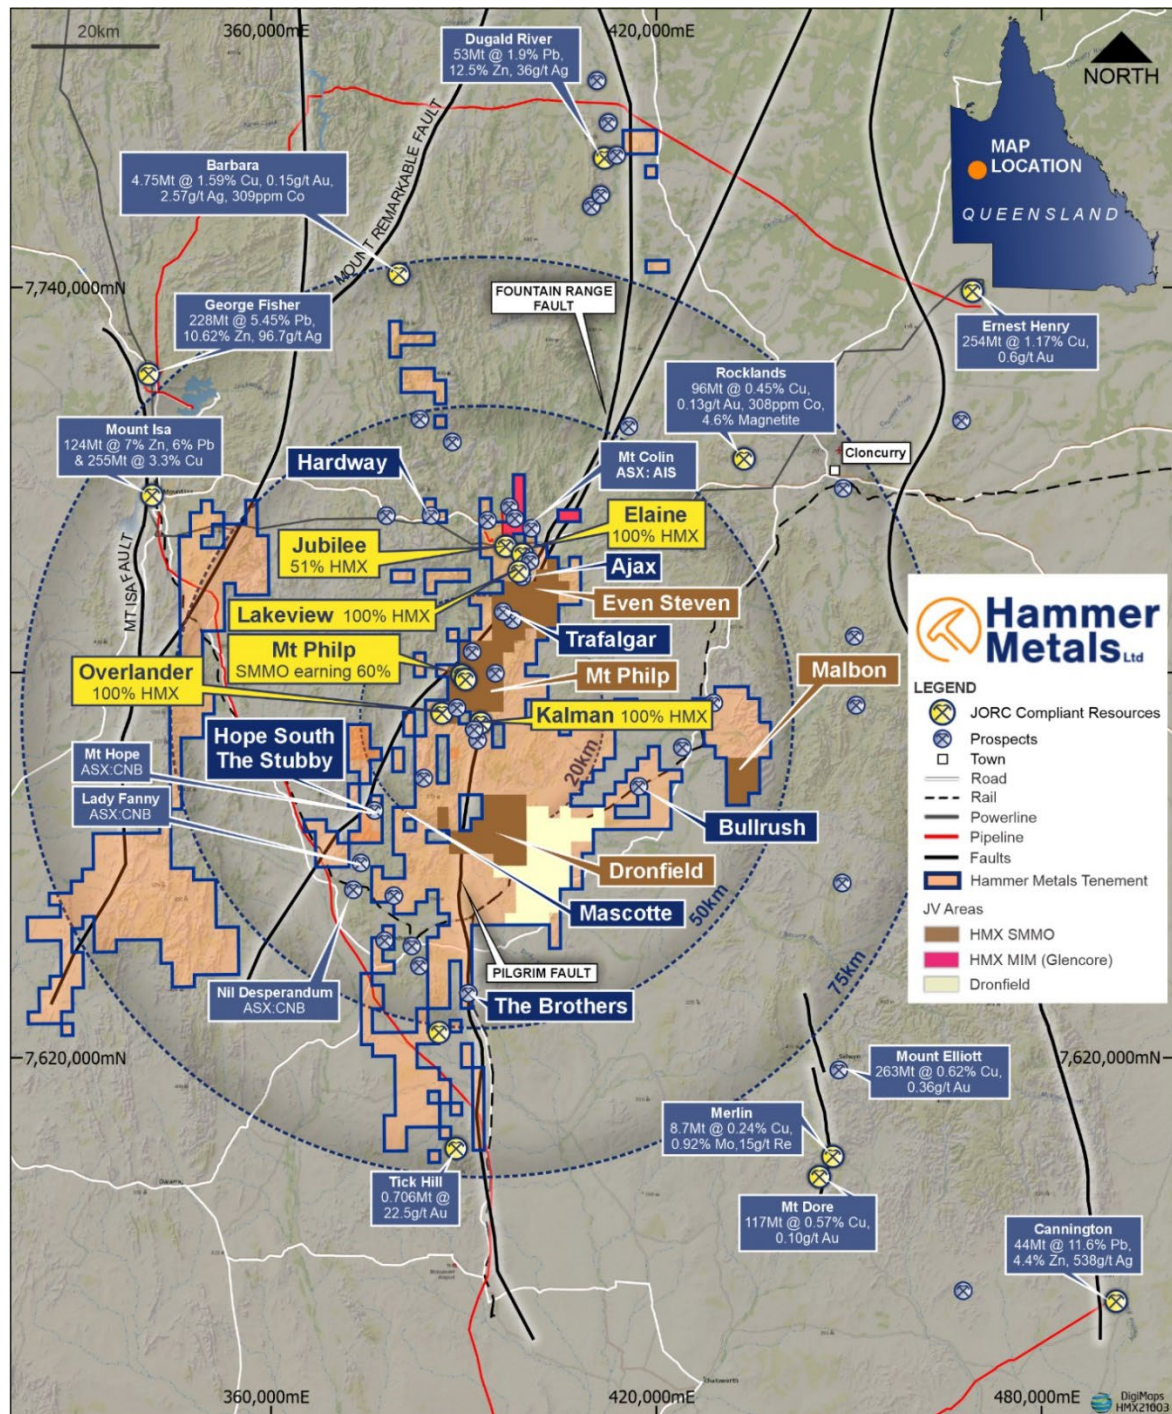 20km
360,000mE
420,000mE
Dugald River
53Mt @ 1.9% Pb,
12.5% Zn, 36g/t Ag
NORTH
MAP
LOCATION
QUEENSLAND
MOUNT REMARKABLE FAULT
Barbara
4.75Mt @ 1.59% Cu, 0.15g/t Au,
2.57g/t Ag, 309ppm Co
7,740,000mN
FOUNTAIN RANGE
FAULT
George Fisher
228Mt @ 5.45% Pb,
10.62% Zn, 96.7g/t Ag
Ernest Henry
254Mt @ 1.17% Cu,
0.6g/t Au
Rocklands
96Mt @ 0.45% Cu,
0.13g/t Au, 308ppm Co,
4.6% Magnetite
Mount Isa
124Mt @ 7% Zn, 6% Pb
& 255Mt @ 3.3% Cu
Hardway
Mt Colin
ASX: AIS
Cloncurry
Elaine
100% HMX
Jubilee
51% HMX
MT ISA FAULT
Ajax
Even Steven
Lakeview 100% HMX
Trafalgar
Mt Philp
SMMO earning 60%
Overlander
100% HMX
Mt Philp
Malbon
Kalman 100% HMX
Hope South
The Stubby
20km
Mt Hope
ASX:CNB
Lady Fanny
ASX:CNB
Bullrush
Dronfield
Mascotte
50km
PILGRIM FAULT
Nil Desperandum
ASX:CNB
The Brothers
75km
Hammer
Metals Ltd
LEGEND
JORC Compliant Resources
Prospects
Town
Road
Rail
Powerline
Pipeline
Faults
Hammer Metals Tenement
JV Areas
HMX SMMO
HMX MIM (Glencore)
Dronfield
7,620,000mN
7,620,000mN
Selwyn
Mount Elliott
263Mt @ 0.62% Cu,
0.36g/t Au
Merlin
8.7Mt @ 0.24% Cu,
0.92% Mo,15g/t Re
Tick Hill
0.706Mt @
22.5g/t Au
Mt Dore
117Mt @ 0.57% Cu,
0.10g/t Au
Cannington
44Mt @ 11.6% Pb,
4.4% Zn, 538g/t Ag
360,000mE
420,000mE
480,000mE
DigiMaps
HMX21003